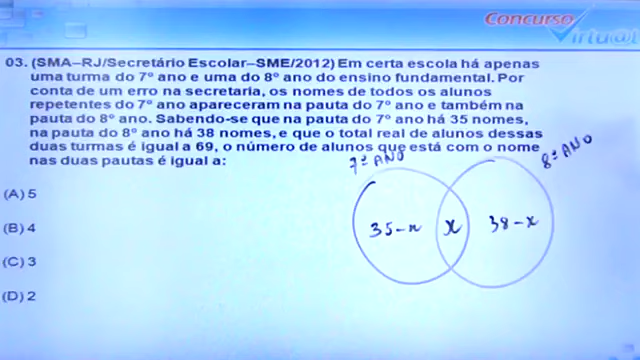 Concurso
Virtual
03. (SMA–RJ/Secretário Escolar–SME/2012) Em certa escola há apenas
uma turma do 7º ano e uma do 8º ano do ensino fundamental. Por
conta de um erro na secretaria, os nomes de todos os alunos
repetentes do 7º ano apareceram na pauta do 7º ano e também na
pauta do 8º ano. Sabendo-se que na pauta do 7º ano há 35 nomes,
na pauta do 8º ano há 38 nomes, e que o total real de alunos dessas
duas turmas é igual a 69, o número de alunos que está com o nome
nas duas pautas é igual a:
7º ANO
8º ANO
(A) 5
35-x
x
38-x
(B) 4
(C) 3
(D) 2